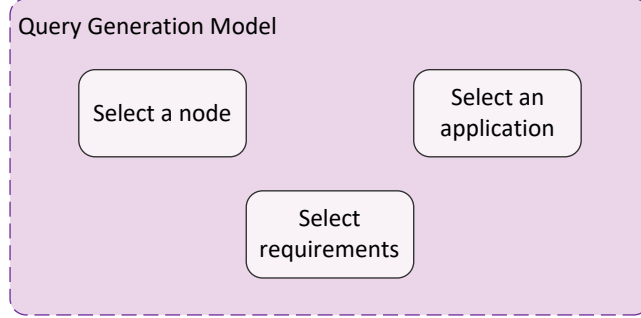 Query Generation Model
Select a node
Select an
application
Select
requirements